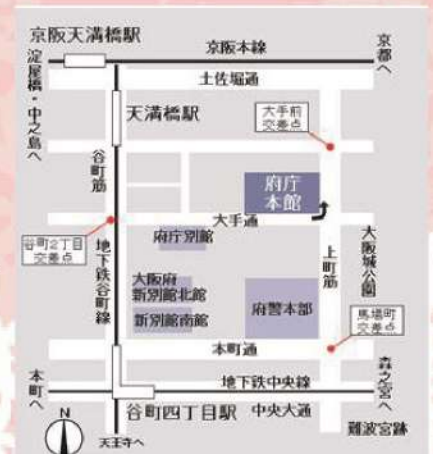 京阪天満橋駅
京阪本線
京都へ
淀屋橋・中之島へ
土佐堀通
天満橋駅
大手前
交差点
谷町筋
府庁
本館
大手通
谷町2丁目
交差点
府庁別館
地下鉄谷町線
上町筋
大阪城公園
大阪府
新別館北館
新別館南館
府警本部
馬場町
交差点
本町通
本町へ
地下鉄中央線
森之宮へ
谷町四丁目駅
中央大通
N
天王寺へ
難波宮跡